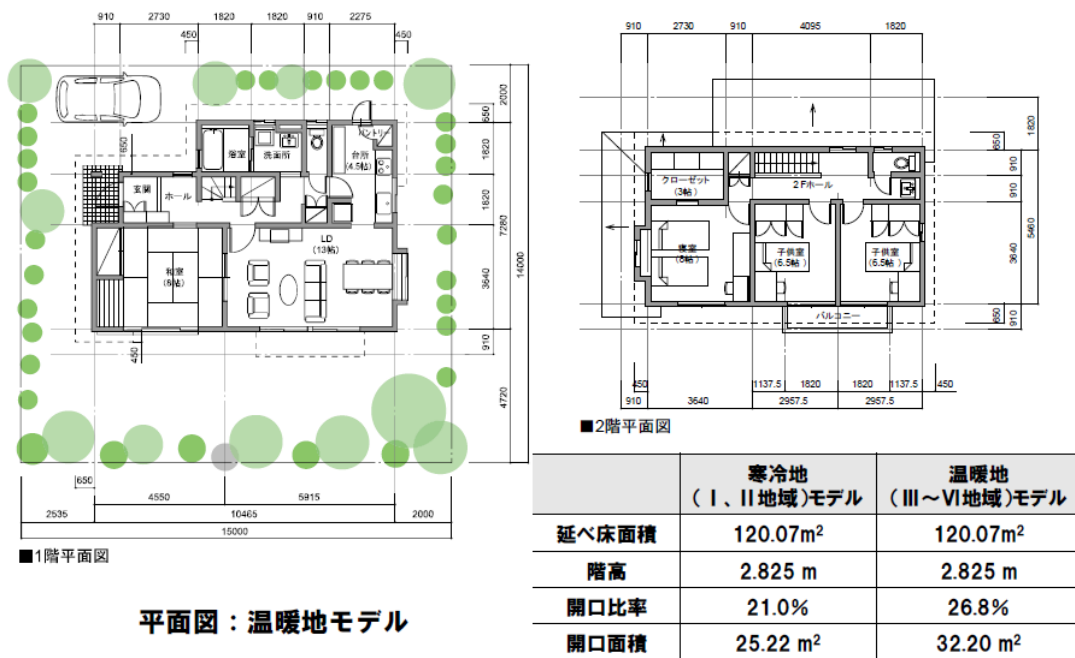 910 2730 1820 1820 910 2275
450 450
2000
650
1820
1820
7280
3640
14000
910
4720
650
浴室
洗面所
台所
(4.5帖)
パントリー
玄関
ホール
LD
(13帖)
和室
(8帖)
450
650
4550 5915
2535 10465 2000
15000
■1階平面図
平面図：温暖地モデル
910 2730 910 4095 1820
1820
650
910
910
5460
3640
650
910
クローゼット
(3帖)
2Fホール
寝室
(8帖)
子供室
(6.5帖)
子供室
(6.5帖)
バルコニー
450 1137.5 1820 1820 1137.5 450
910 3640 2957.5 2957.5
■2階平面図
寒冷地 温暖地
(Ⅰ、Ⅱ地域)モデル (Ⅲ～Ⅵ地域)モデル
延べ床面積 120.07m² 120.07m²
階高 2.825 m 2.825 m
開口比率 21.0% 26.8%
開口面積 25.22 m² 32.20 m²